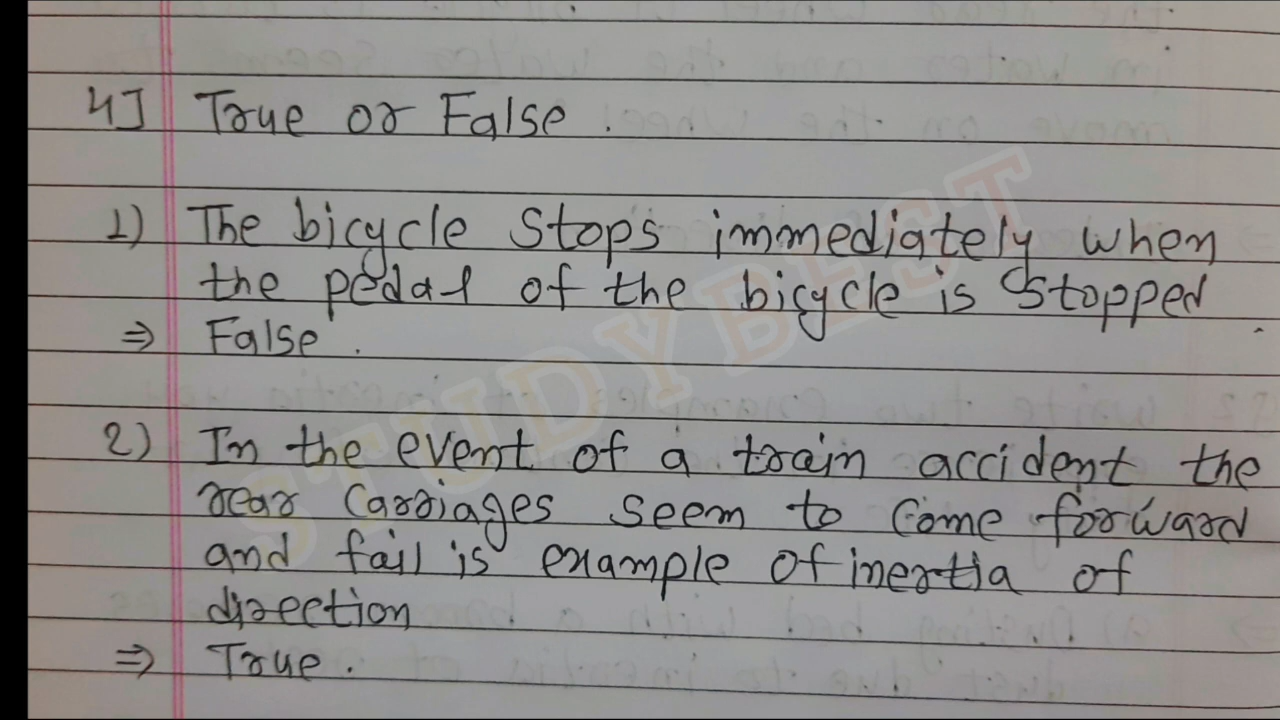 4] True or False.
1) The bicycle stops immediately when
the pedal of the bicycle is stopped
⇒ False.
2) In the event of a train accident the
rear carriages seem to come forward
and fail is example of inertia of
direction
⇒ True.
STUDY BEST